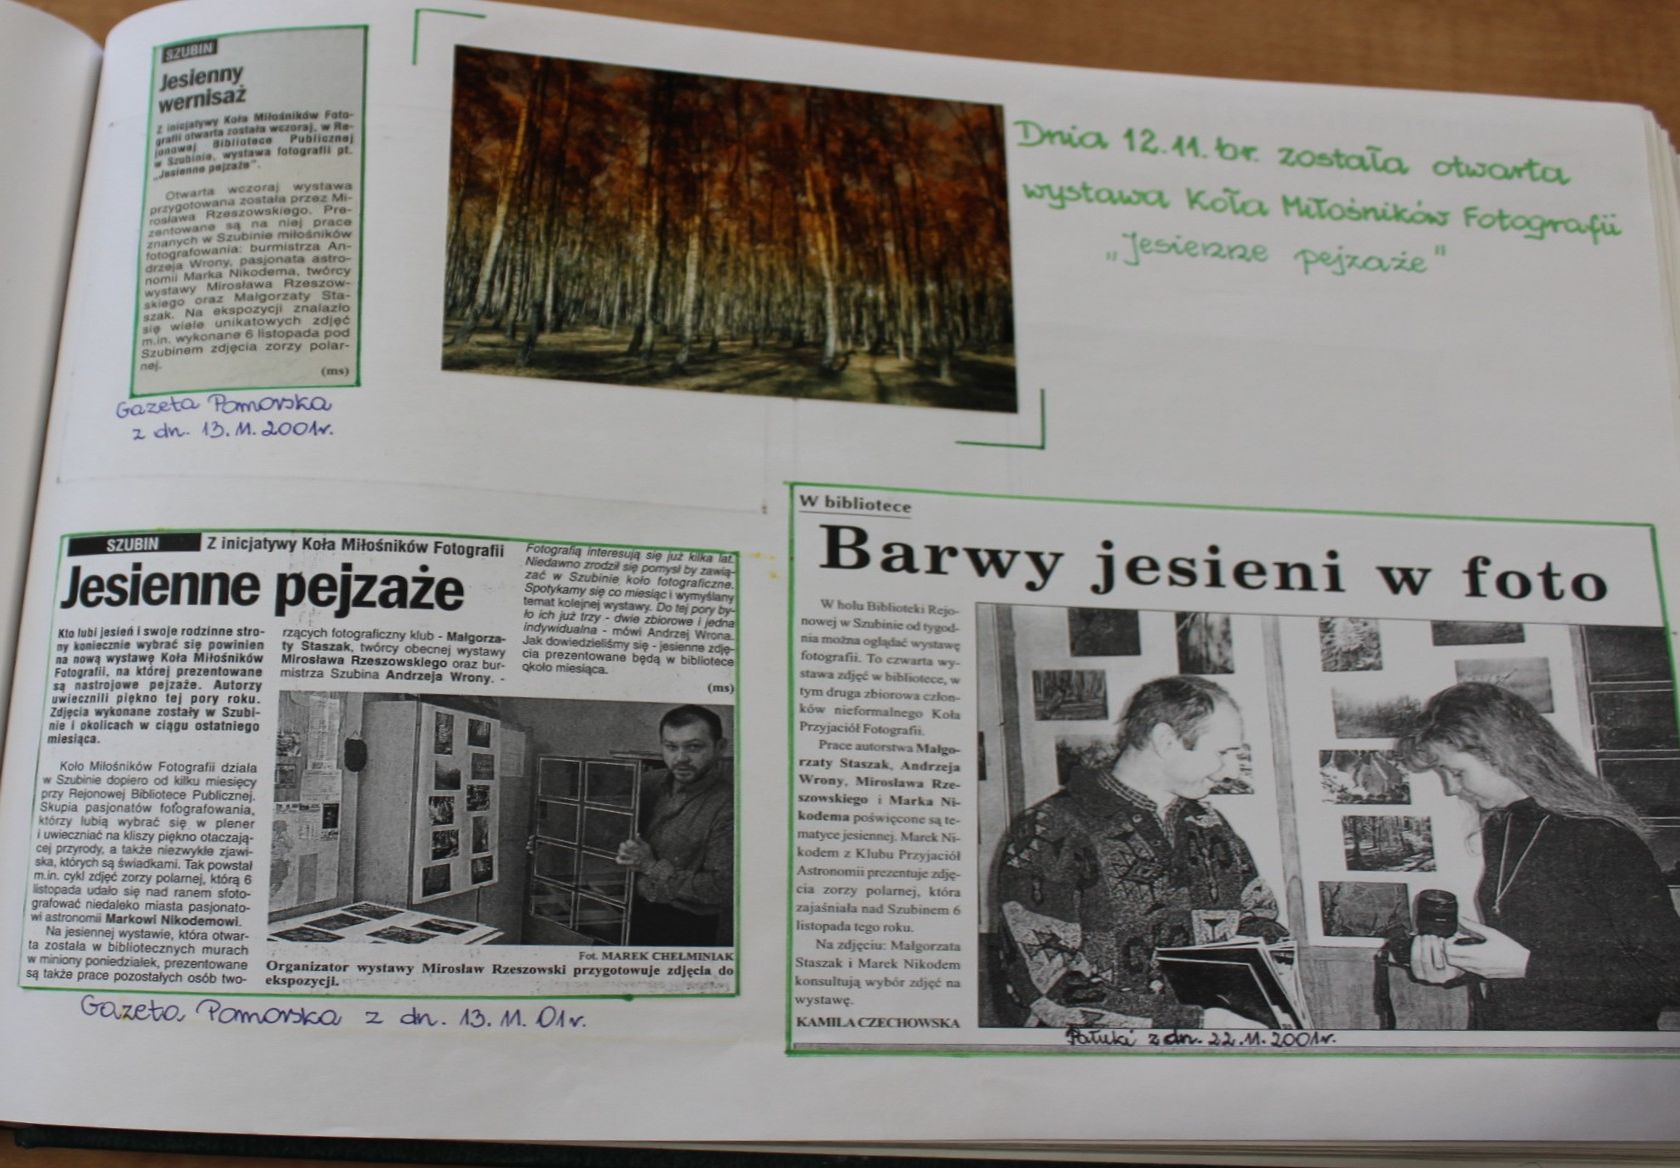 SZUBIN
Jesienny
wernisaż
Z inicjatywy Koła Miłośników Foto-
grafii otwarta została wczoraj, w Re-
jonowej Bibliotece Publicznej
w Szubinie, wystawa fotografii pt.
„Jesienne pejzaże”.
Otwarta wczoraj wystawa
przygotowana została przez Mi-
rosława Rzeszowskiego. Pre-
zentowane są na niej prace
znanych w Szubinie miłośników
fotografowania: burmistrza An-
drzeja Wrony, pasjonata astro-
nomii Marka Nikodema, twórcy
wystawy Mirosława Rzeszow-
skiego oraz Małgorzaty Sta-
szak. Na ekspozycji znalazło
się wiele unikatowych zdjęć
m.in. wykonane 6 listopada pod
Szubinem zdjęcia zorzy polar-
nej.
(ms)
Gazeta Pomorska
z dn. 13.11.2001r.
Dnia 12.11.br. została otwarta
wystawa Koła Miłośników Fotografii
„Jesienne pejzaże”
SZUBIN Z inicjatywy Koła Miłośników Fotografii
Jesienne pejzaże
Kto lubi jesień i swoje rodzinne stro-
ny koniecznie wybrać się powinien
na nową wystawę Koła Miłośników
Fotografii, na której prezentowane
są nastrojowe pejzaże. Autorzy
uwiecznili piękno tej pory roku.
Zdjęcia wykonane zostały w Szubi-
nie i okolicach w ciągu ostatniego
miesiąca.
Koło Miłośników Fotografii działa
w Szubinie dopiero od kilku miesięcy
przy Rejonowej Bibliotece Publicznej.
Skupia pasjonatów fotografowania,
którzy lubią wybrać się w plener
i uwieczniać na kliszy piękno otaczają-
cej przyrody, a także niezwykłe zjawi-
ska, których są świadkami. Tak powstał
m.in. cykl zdjęć zorzy polarnej, którą 6
listopada udało się nad ranem sfoto-
grafować niedaleko miasta pasjonato-
wi astronomii Markowi Nikodemowi.
Na jesiennej wystawie, która otwar-
ta została w bibliotecznych murach
w miniony poniedziałek, prezentowane
są także prace pozostałych osób two-
rzących fotograficzny klub - Małgorza-
ty Staszak, twórcy obecnej wystawy
Mirosława Rzeszowskiego oraz bur-
mistrza Szubina Andrzeja Wrony. -
Fotografią interesują się już kilka lat.
Niedawno zrodził się pomysł by zawią-
zać w Szubinie koło fotograficzne.
Spotykamy się co miesiąc i wymyślany
temat kolejnej wystawy. Do tej pory by-
ło ich już trzy - dwie zbiorowe i jedna
indywidualna - mówi Andrzej Wrona.
Jak dowiedzieliśmy się - jesienne zdję-
cia prezentowane będą w bibliotece
około miesiąca.
(ms)
Fot. MAREK CHEŁMINIAK
Organizator wystawy Mirosław Rzeszowski przygotowuje zdjęcia do
ekspozycji.
Gazeta Pomorska z dn. 13.11.01r.
W bibliotece
Barwy jesieni w foto
W holu Biblioteki Rejo-
nowej w Szubinie od tygod-
nia można oglądać wystawę
fotografii. To czwarta wy-
stawa zdjęć w bibliotece, w
tym druga zbiorowa człon-
ków nieformalnego Koła
Przyjaciół Fotografii.
Prace autorstwa Małgo-
rzaty Staszak, Andrzeja
Wrony, Mirosława Rze-
szowskiego i Marka Ni-
kodema poświęcone są te-
matyce jesiennej. Marek Ni-
kodem z Klubu Przyjaciół
Astronomii prezentuje zdję-
cia zorzy polarnej, która
zajaśniała nad Szubinem 6
listopada tego roku.
Na zdjęciu: Małgorzata
Staszak i Marek Nikodem
konsultują wybór zdjęć na
wystawę.
KAMILA CZECHOWSKA
Pałuki z dn. 22.11.2001r.